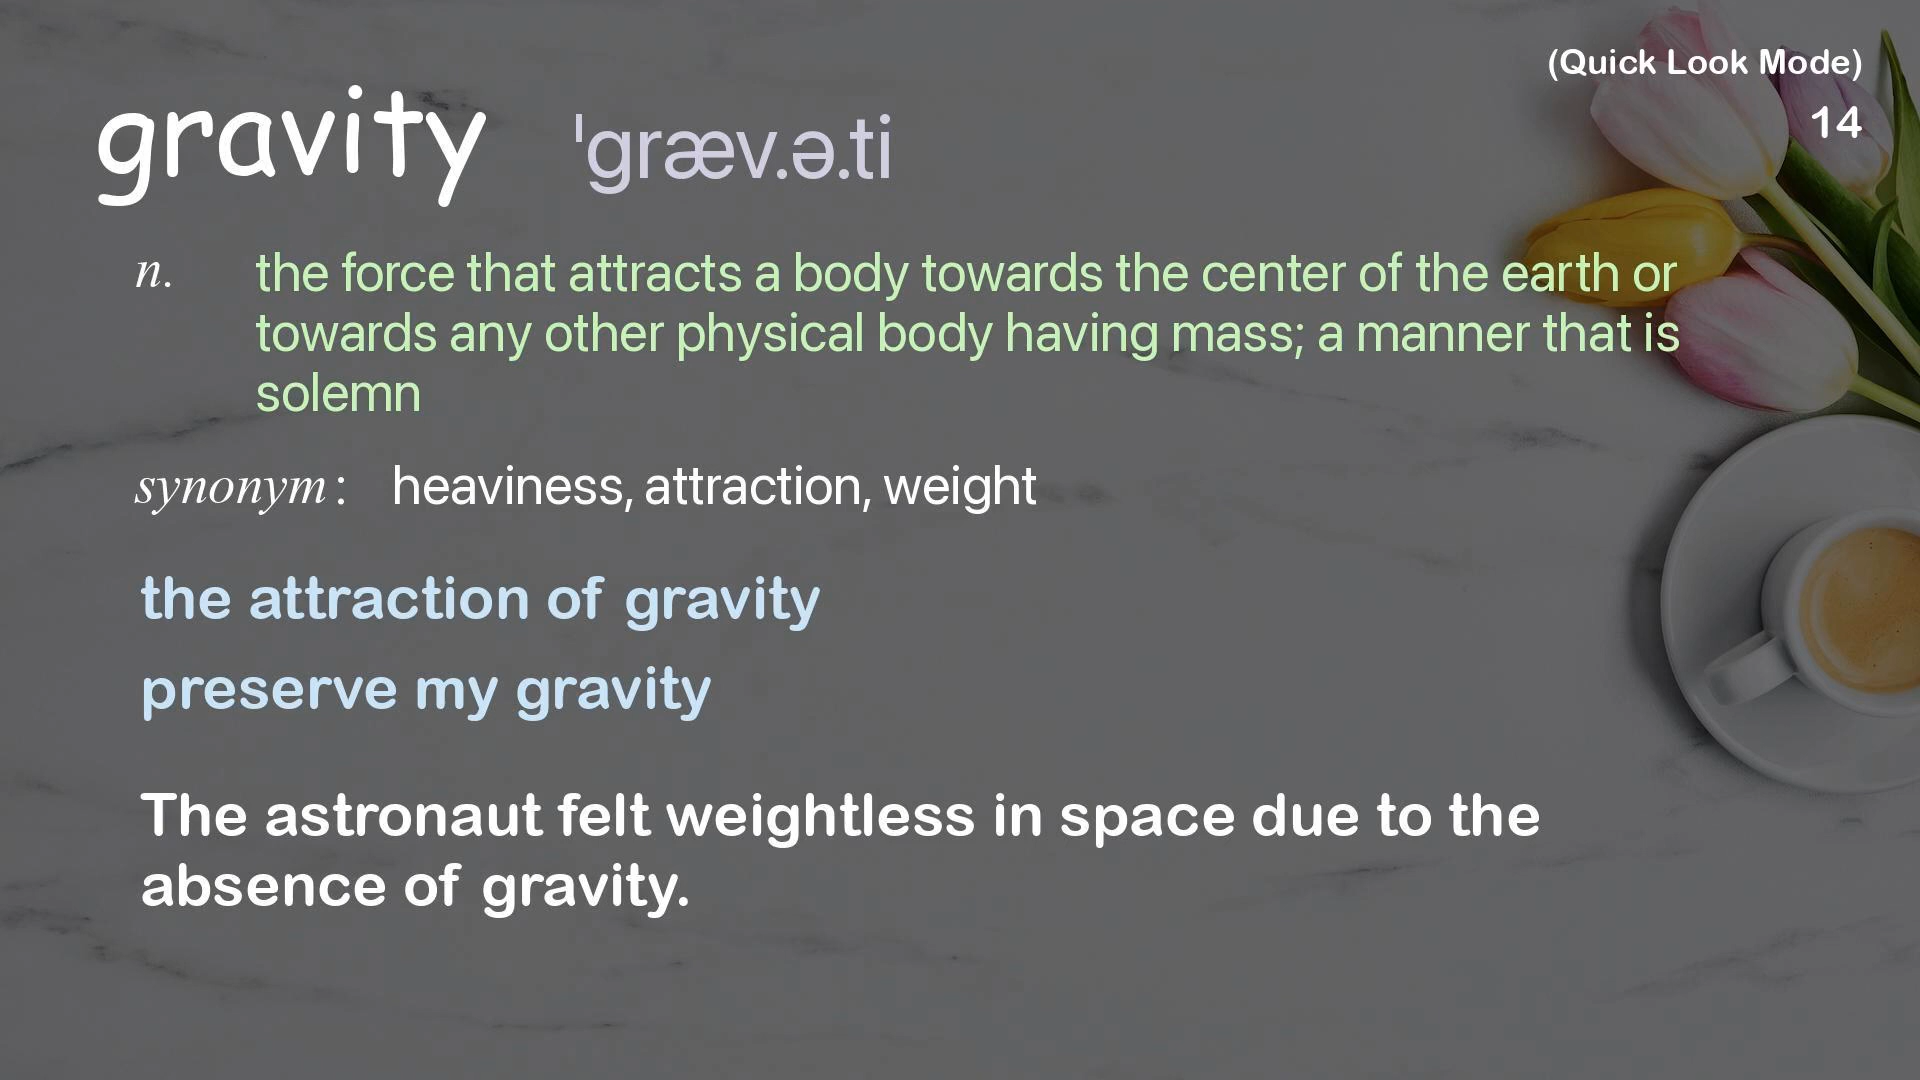 (Quick Look Mode)
14
gravity ˈɡræv.ə.ti
n. the force that attracts a body towards the center of the earth or
towards any other physical body having mass; a manner that is
solemn
synonym: heaviness, attraction, weight
the attraction of gravity
preserve my gravity
The astronaut felt weightless in space due to the
absence of gravity.